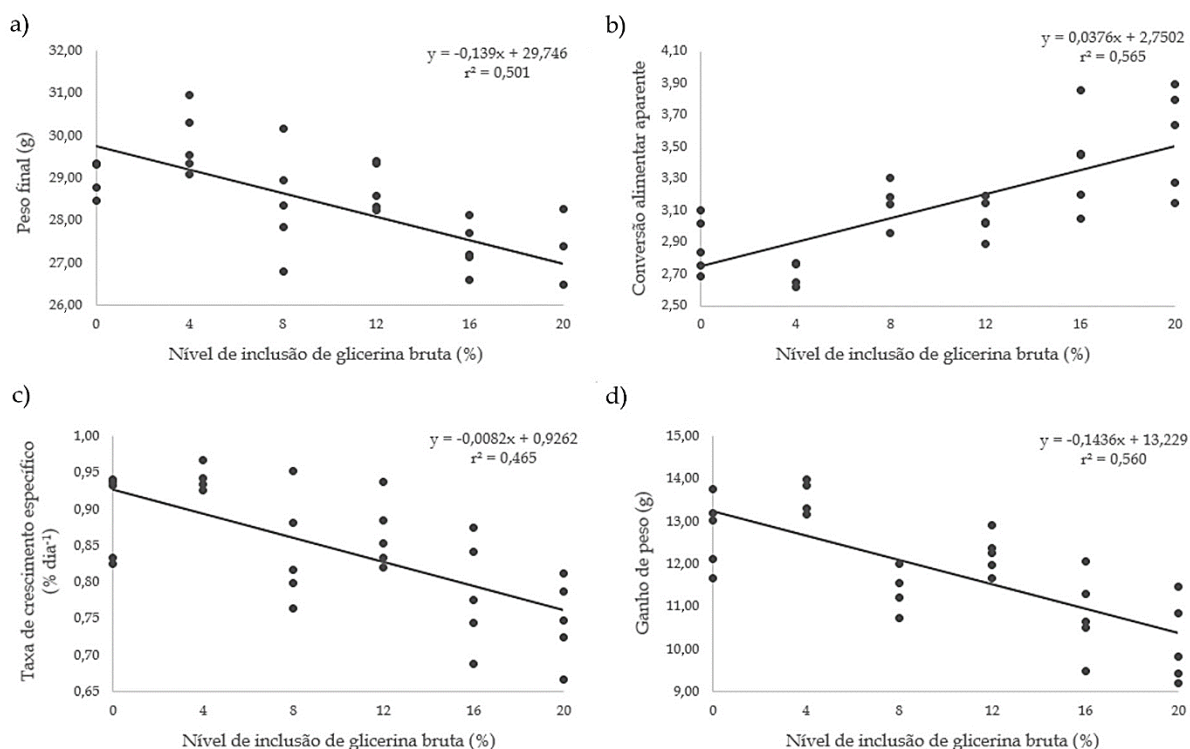 a)
y = -0,139x + 29,746
r² = 0,501
Peso final (g)
32,00
31,00
30,00
29,00
28,00
27,00
26,00
0 4 8 12 16 20
Nível de inclusão de glicerina bruta (%)
b)
y = 0,0376x + 2,7502
r² = 0,565
Conversão alimentar aparente
4,10
3,90
3,70
3,50
3,30
3,10
2,90
2,70
2,50
0 4 8 12 16 20
Nível de inclusão de glicerina bruta (%)
c)
y = -0,0082x + 0,9262
r² = 0,465
Taxa de crescimento específico
(% dia⁻¹)
1,00
0,95
0,90
0,85
0,80
0,75
0,70
0,65
0 4 8 12 16 20
Nível de inclusão de glicerina bruta (%)
d)
y = -0,1436x + 13,229
r² = 0,560
Ganho de peso (g)
15,00
14,00
13,00
12,00
11,00
10,00
9,00
0 4 8 12 16 20
Nível de inclusão de glicerina bruta (%)